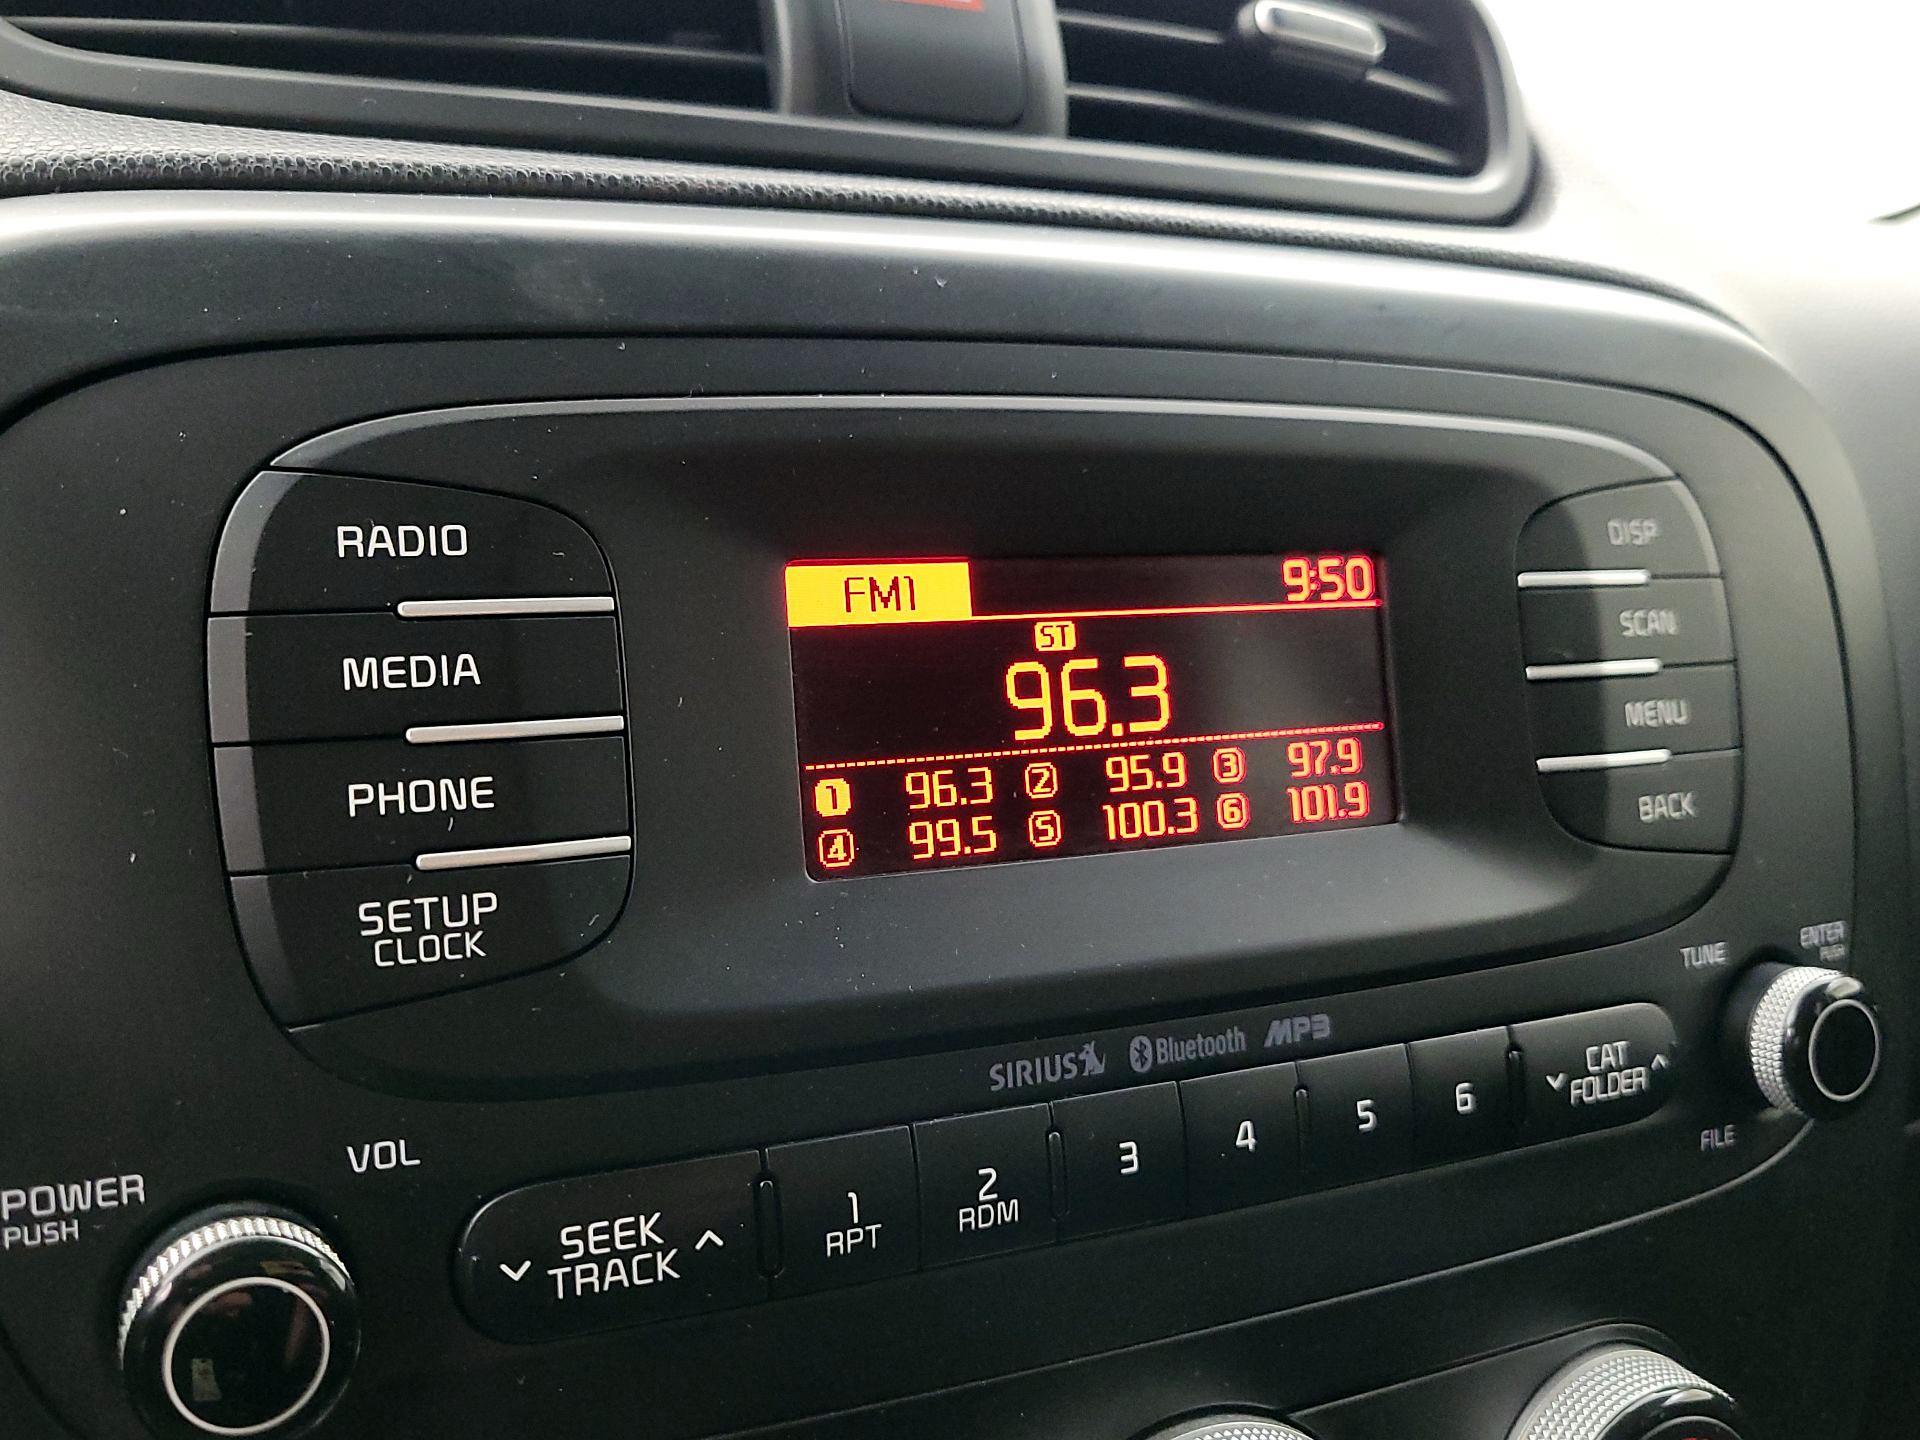 RADIO
MEDIA
PHONE
SETUP
CLOCK
FM1 9:50
ST
96.3
1 96.3 2 95.9 3 97.9
4 99.5 5 100.3 6 101.9
DISP
SCAN
MENU
BACK
TUNE
ENTER
PUSH
FILE
SIRIUS Bluetooth MP3
POWER
PUSH
VOL
SEEK
TRACK
1
RPT
2
RDM
3
4
5
6
CAT
FOLDER